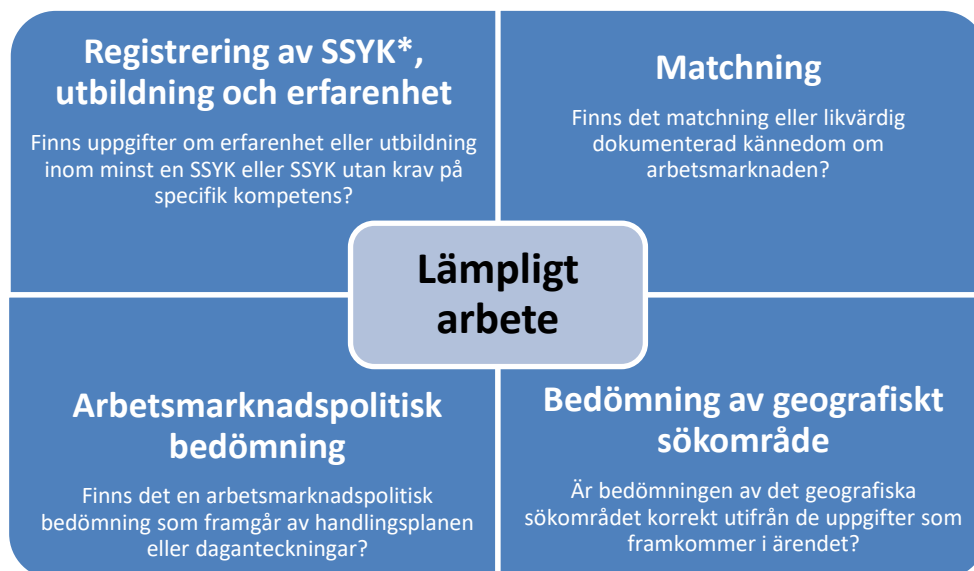 Registrering av SSYK*,
utbildning och erfarenhet
Finns uppgifter om erfarenhet eller utbildning
inom minst en SSYK eller SSYK utan krav på
specifik kompetens?
Matchning
Finns det matchning eller likvärdig
dokumenterad kännedom om
arbetsmarknaden?
Lämpligt
arbete
Arbetsmarknadspolitisk
bedömning
Finns det en arbetsmarknadspolitisk
bedömning som framgår av handlingsplanen
eller daganteckningar?
Bedömning av geografiskt
sökområde
Är bedömningen av det geografiska
sökområdet korrekt utifrån de uppgifter som
framkommer i ärendet?